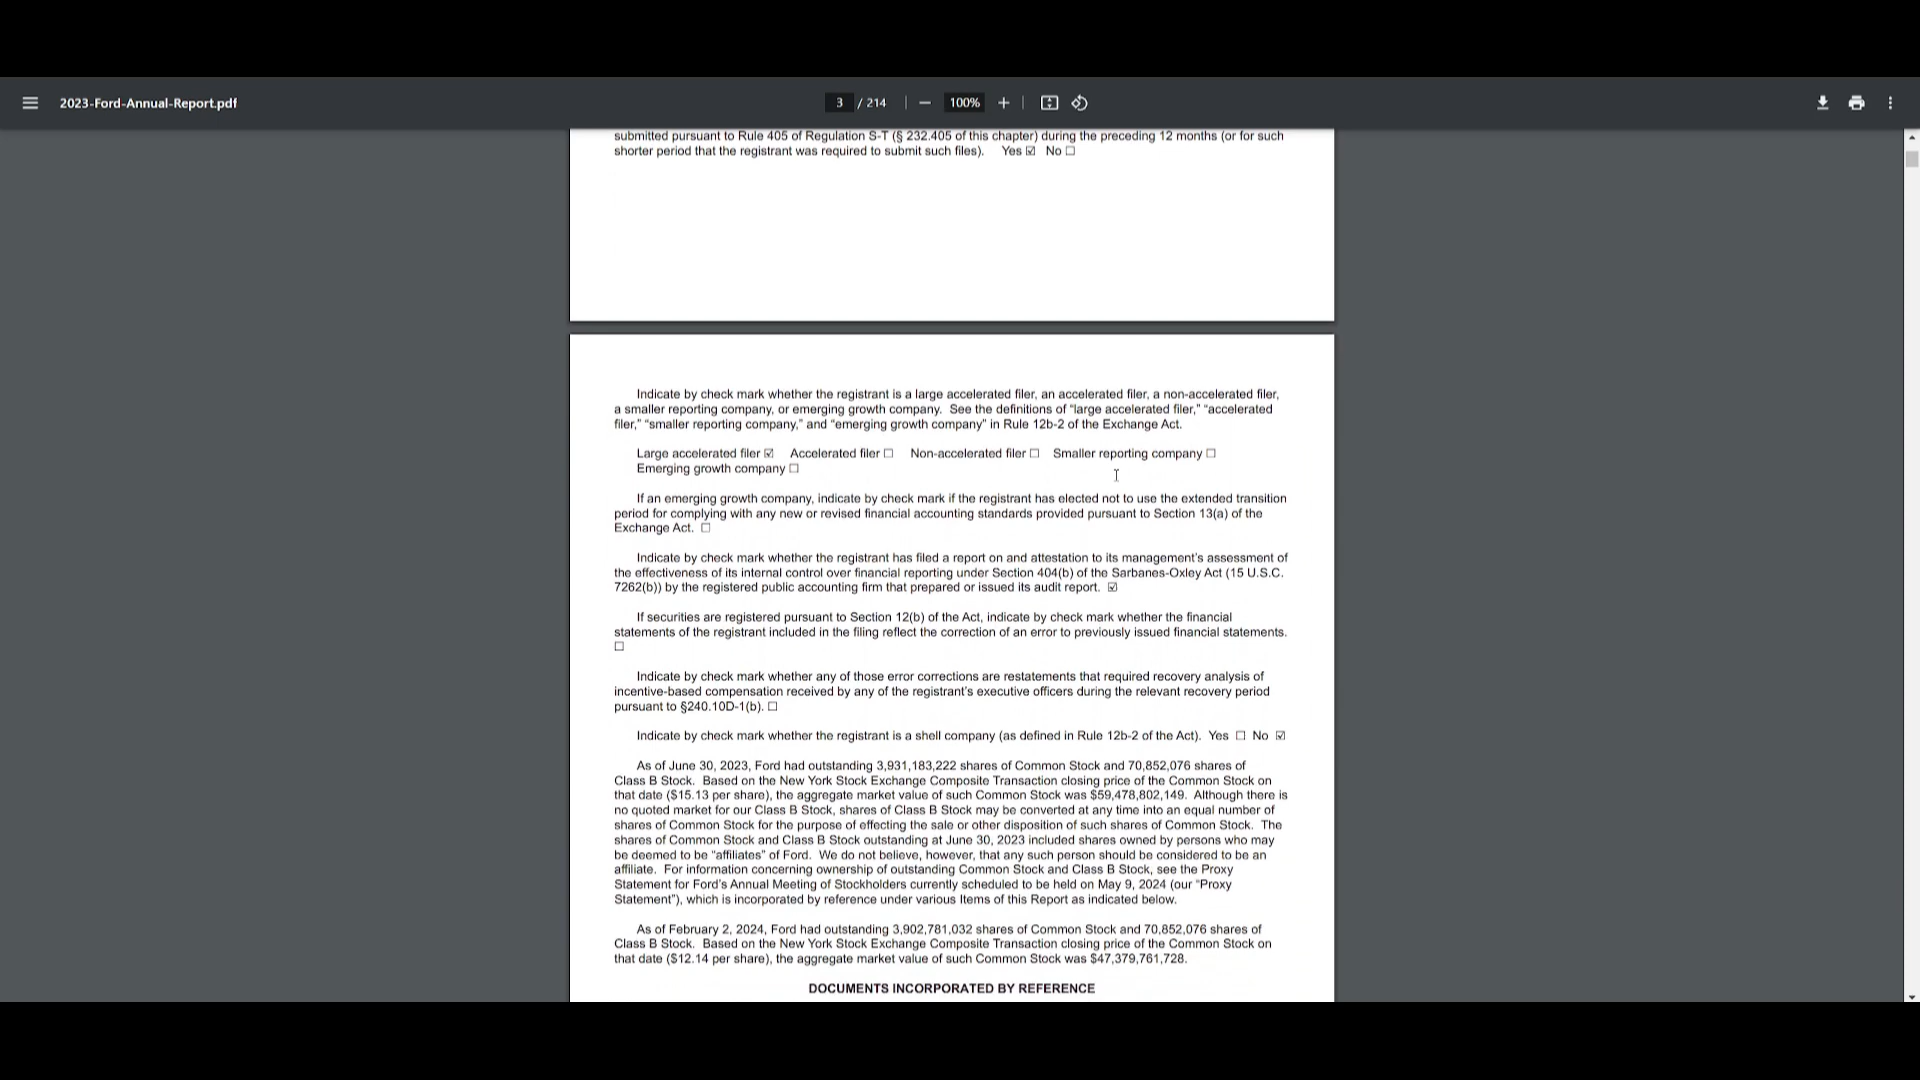 2023-Ford-Annual-Report.pdf
3 / 214
100%
submitted pursuant to Rule 405 of Regulation S-T (§ 232.405 of this chapter) during the preceding 12 months (or for such
shorter period that the registrant was required to submit such files). Yes ☑ No ☐
Indicate by check mark whether the registrant is a large accelerated filer, an accelerated filer, a non-accelerated filer,
a smaller reporting company, or emerging growth company. See the definitions of “large accelerated filer,” “accelerated
filer,” “smaller reporting company,” and “emerging growth company” in Rule 12b-2 of the Exchange Act.
Large accelerated filer ☑ Accelerated filer ☐ Non-accelerated filer ☐ Smaller reporting company ☐
Emerging growth company ☐
If an emerging growth company, indicate by check mark if the registrant has elected not to use the extended transition
period for complying with any new or revised financial accounting standards provided pursuant to Section 13(a) of the
Exchange Act. ☐
Indicate by check mark whether the registrant has filed a report on and attestation to its management’s assessment of
the effectiveness of its internal control over financial reporting under Section 404(b) of the Sarbanes-Oxley Act (15 U.S.C.
7262(b)) by the registered public accounting firm that prepared or issued its audit report. ☑
If securities are registered pursuant to Section 12(b) of the Act, indicate by check mark whether the financial
statements of the registrant included in the filing reflect the correction of an error to previously issued financial statements.
☐
Indicate by check mark whether any of those error corrections are restatements that required recovery analysis of
incentive-based compensation received by any of the registrant’s executive officers during the relevant recovery period
pursuant to §240.10D-1(b). ☐
Indicate by check mark whether the registrant is a shell company (as defined in Rule 12b-2 of the Act). Yes ☐ No ☑
As of June 30, 2023, Ford had outstanding 3,931,183,222 shares of Common Stock and 70,852,076 shares of
Class B Stock. Based on the New York Stock Exchange Composite Transaction closing price of the Common Stock on
that date ($15.13 per share), the aggregate market value of such Common Stock was $59,478,802,149. Although there is
no quoted market for our Class B Stock, shares of Class B Stock may be converted at any time into an equal number of
shares of Common Stock for the purpose of effecting the sale or other disposition of such shares of Common Stock. The
shares of Common Stock and Class B Stock outstanding at June 30, 2023 included shares owned by persons who may
be deemed to be “affiliates” of Ford. We do not believe, however, that any such person should be considered to be an
affiliate. For information concerning ownership of outstanding Common Stock and Class B Stock, see the Proxy
Statement for Ford’s Annual Meeting of Stockholders currently scheduled to be held on May 9, 2024 (our “Proxy
Statement”), which is incorporated by reference under various Items of this Report as indicated below.
As of February 2, 2024, Ford had outstanding 3,902,781,032 shares of Common Stock and 70,852,076 shares of
Class B Stock. Based on the New York Stock Exchange Composite Transaction closing price of the Common Stock on
that date ($12.14 per share), the aggregate market value of such Common Stock was $47,379,761,728.
DOCUMENTS INCORPORATED BY REFERENCE